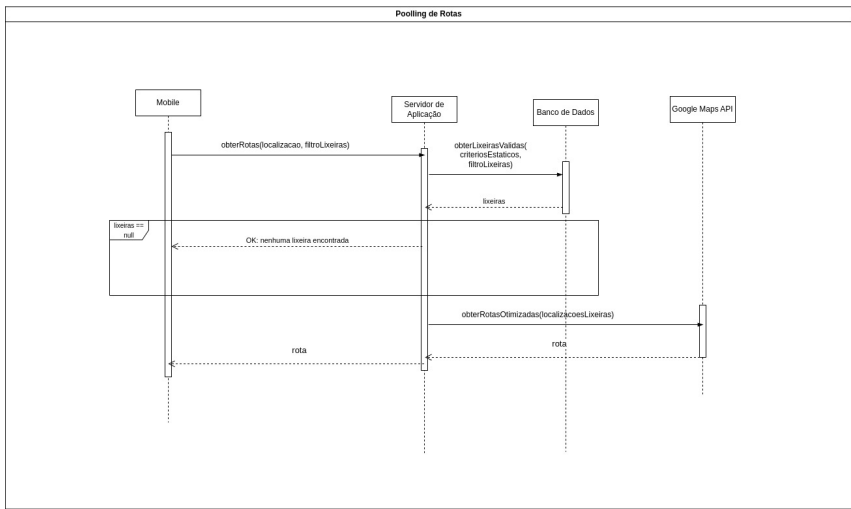 Poolling de Rotas
Mobile
Servidor de
Aplicação
Banco de Dados
Google Maps API
obterRotas(localizacao, filtroLixeiras)
obterLixeirasValidas(
criteriosEstaticos,
filtroLixeiras)
lixeiras
lixeiras ==
null
OK: nenhuma lixeira encontrada
obterRotasOtimizadas(localizacoesLixeiras)
rota
rota